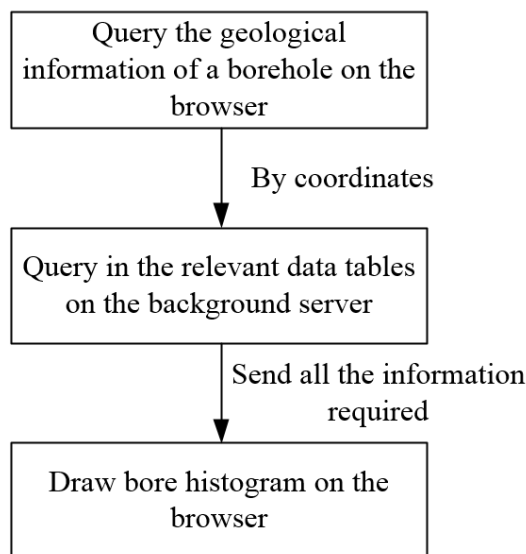 Query the geological
information of a borehole on the
browser
By coordinates
Query in the relevant data tables
on the background server
Send all the information
required
Draw bore histogram on the
browser